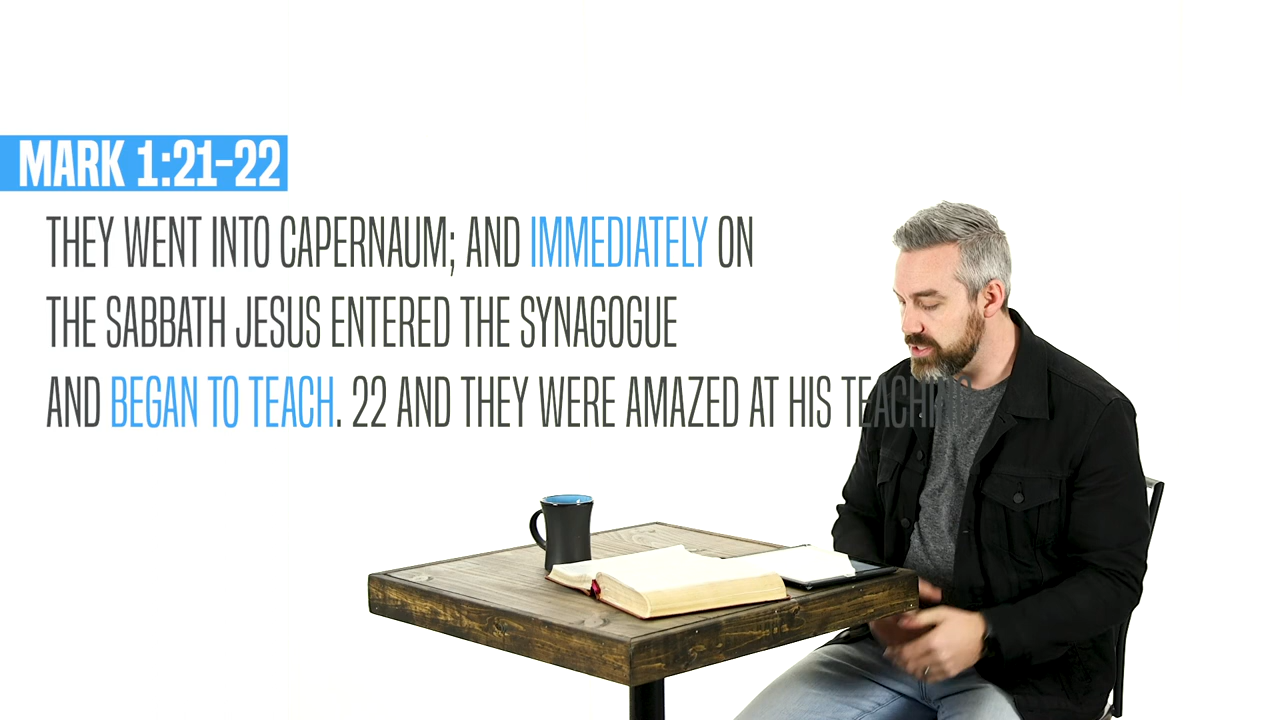 MARK 1:21-22
THEY WENT INTO CAPERNAUM; AND IMMEDIATELY ON
THE SABBATH JESUS ENTERED THE SYNAGOGUE
AND BEGAN TO TEACH. 22 AND THEY WERE AMAZED AT HIS TEACHING